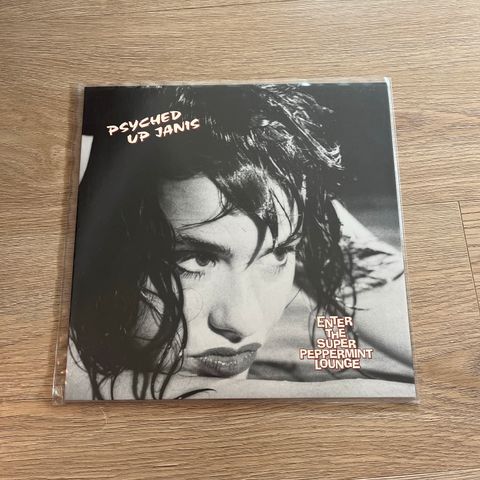 PSYCHED
UP JANIS
ENTER
THE
SUPER
PEPPERMINT
LOUNGE